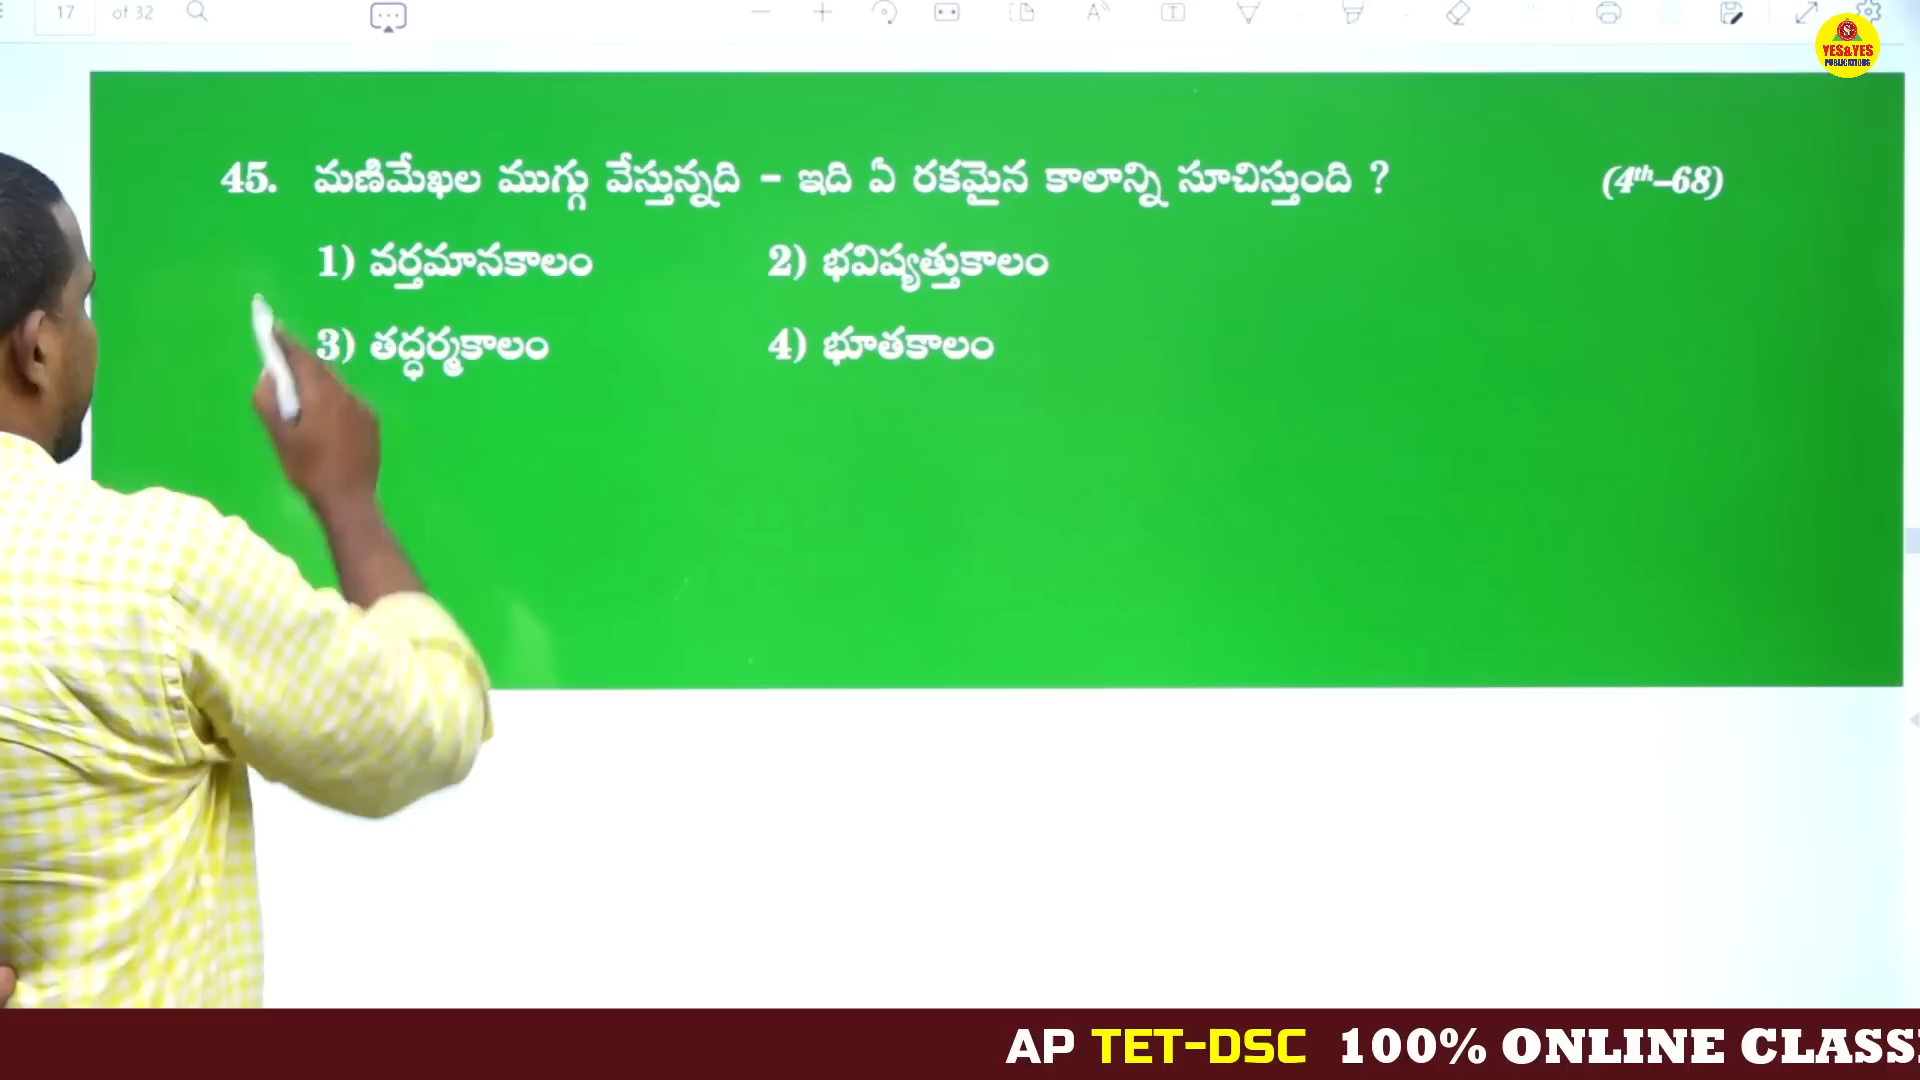 17 of 32
YES&YES
PUBLICATIONS
45. మణిమేఖల ముగ్గు వేస్తున్నది - ఇది ఏ రకమైన కాలాన్ని సూచిస్తుంది ? (4th-68)
1) వర్తమానకాలం 2) భవిష్యత్తుకాలం
3) తద్ధర్మకాలం 4) భూతకాలం
AP TET-DSC 100% ONLINE CLASS